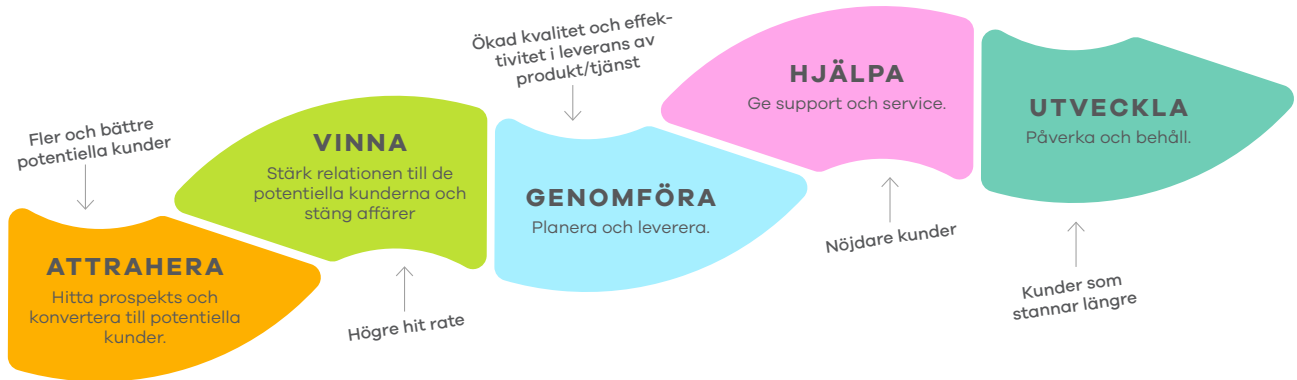 Fler och bättre
potentiella kunder
ATTRAHERA
Hitta prospekts och
konvertera till potentiella
kunder.
VINNA
Stärk relationen till de
potentiella kunderna och
stäng affärer
Högre hit rate
Ökad kvalitet och effek-
tivitet i leverans av
produkt/tjänst
GENOMFÖRA
Planera och leverera.
HJÄLPA
Ge support och service.
Nöjdare kunder
UTVECKLA
Påverka och behåll.
Kunder som
stannar längre